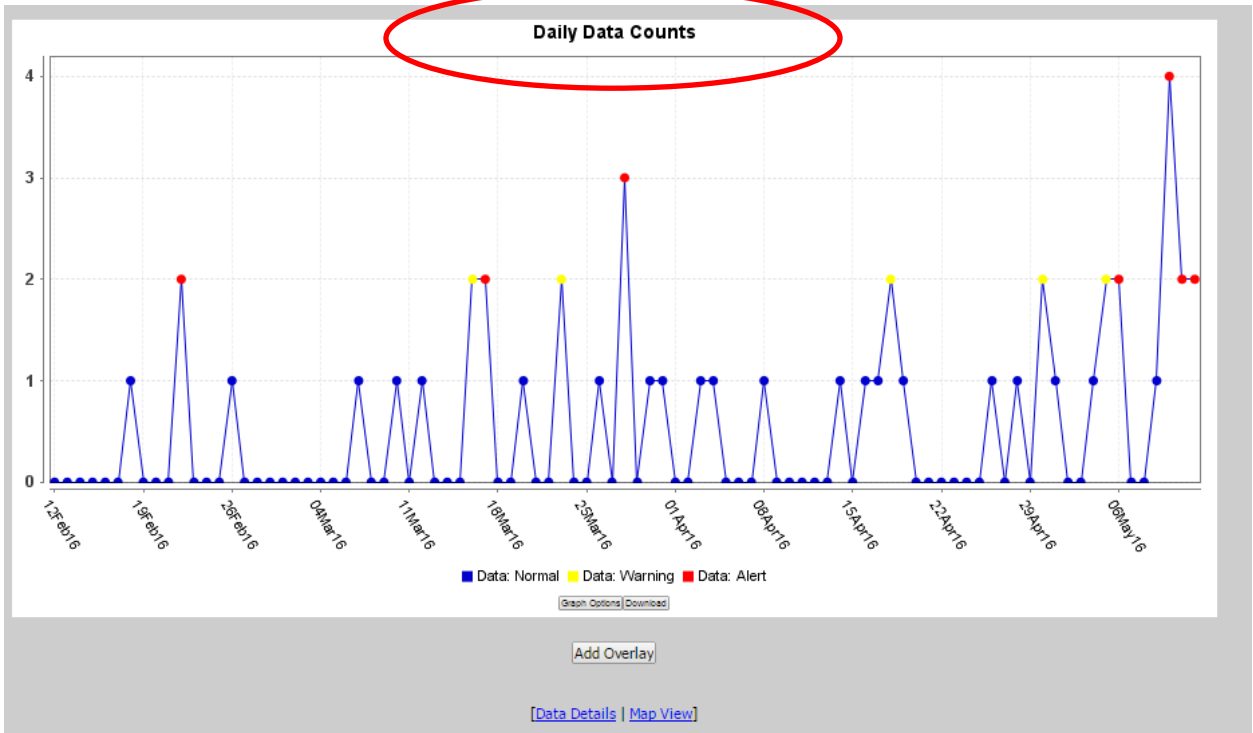 Daily Data Counts
4
3
2
1
0
12Feb16 19Feb16 26Feb16 04Mar16 11Mar16 18Mar16 25Mar16 01Apr16 08Apr16 15Apr16 22Apr16 29Apr16 06May16
Data: Normal Data: Warning Data: Alert
Graph Options Download
Add Overlay
[Data Details | Map View]